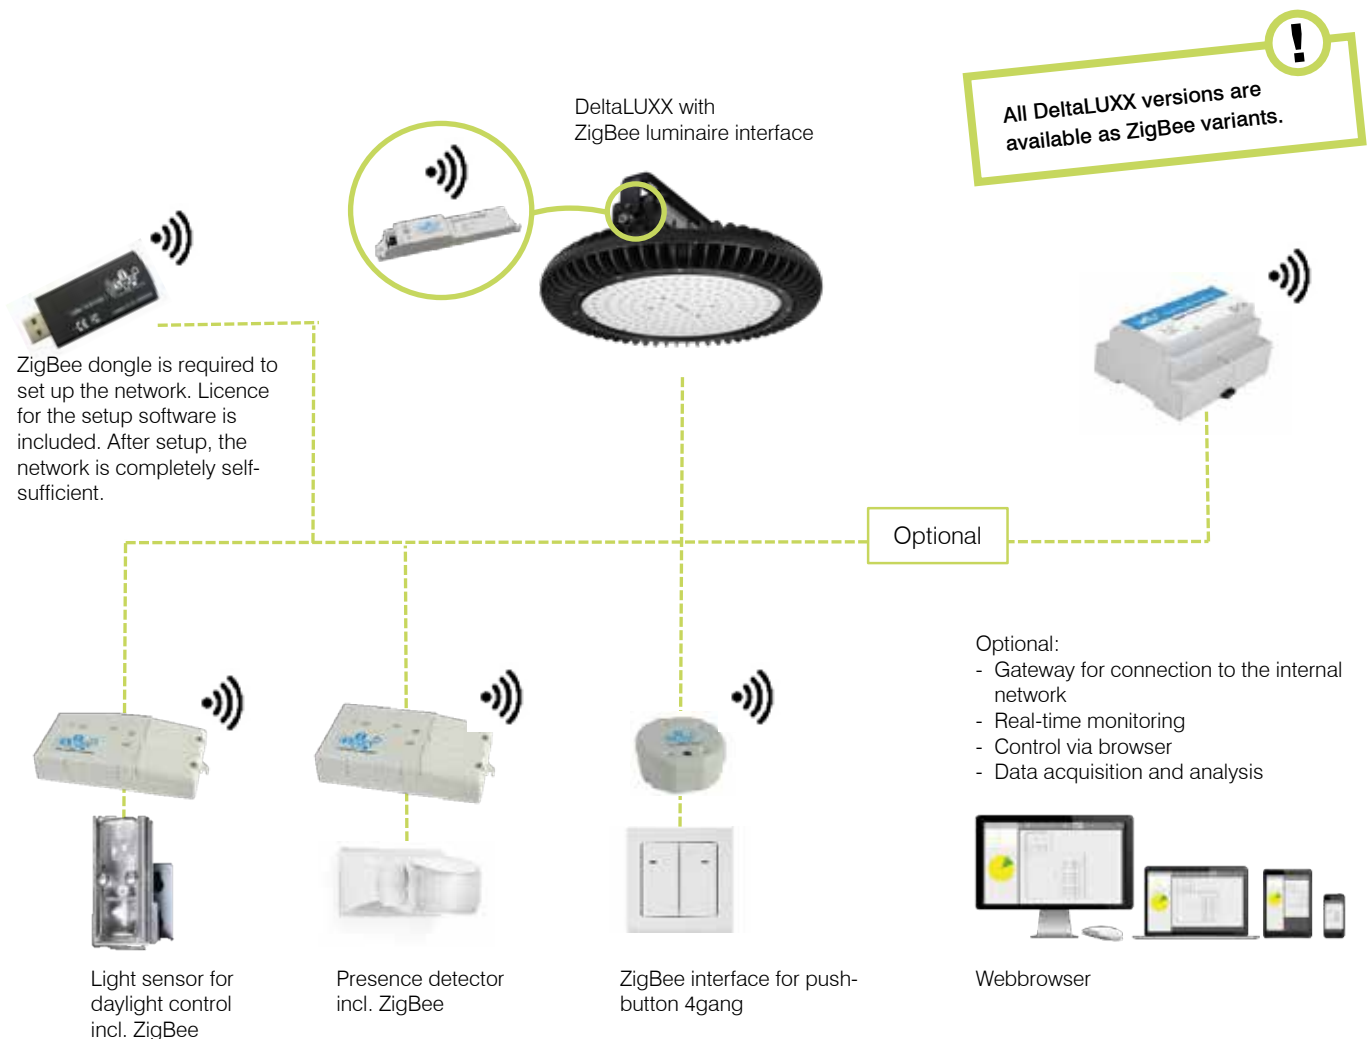 All DeltaLUXX versions are
available as ZigBee variants.
DeltaLUXX with
ZigBee luminaire interface
ZigBee dongle is required to
set up the network. Licence
for the setup software is
included. After setup, the
network is completely self-
sufficient.
Optional
Optional:
- Gateway for connection to the internal
network
- Real-time monitoring
- Control via browser
- Data acquisition and analysis
Light sensor for
daylight control
incl. ZigBee
Presence detector
incl. ZigBee
ZigBee interface for push-
button 4gang
Webbrowser